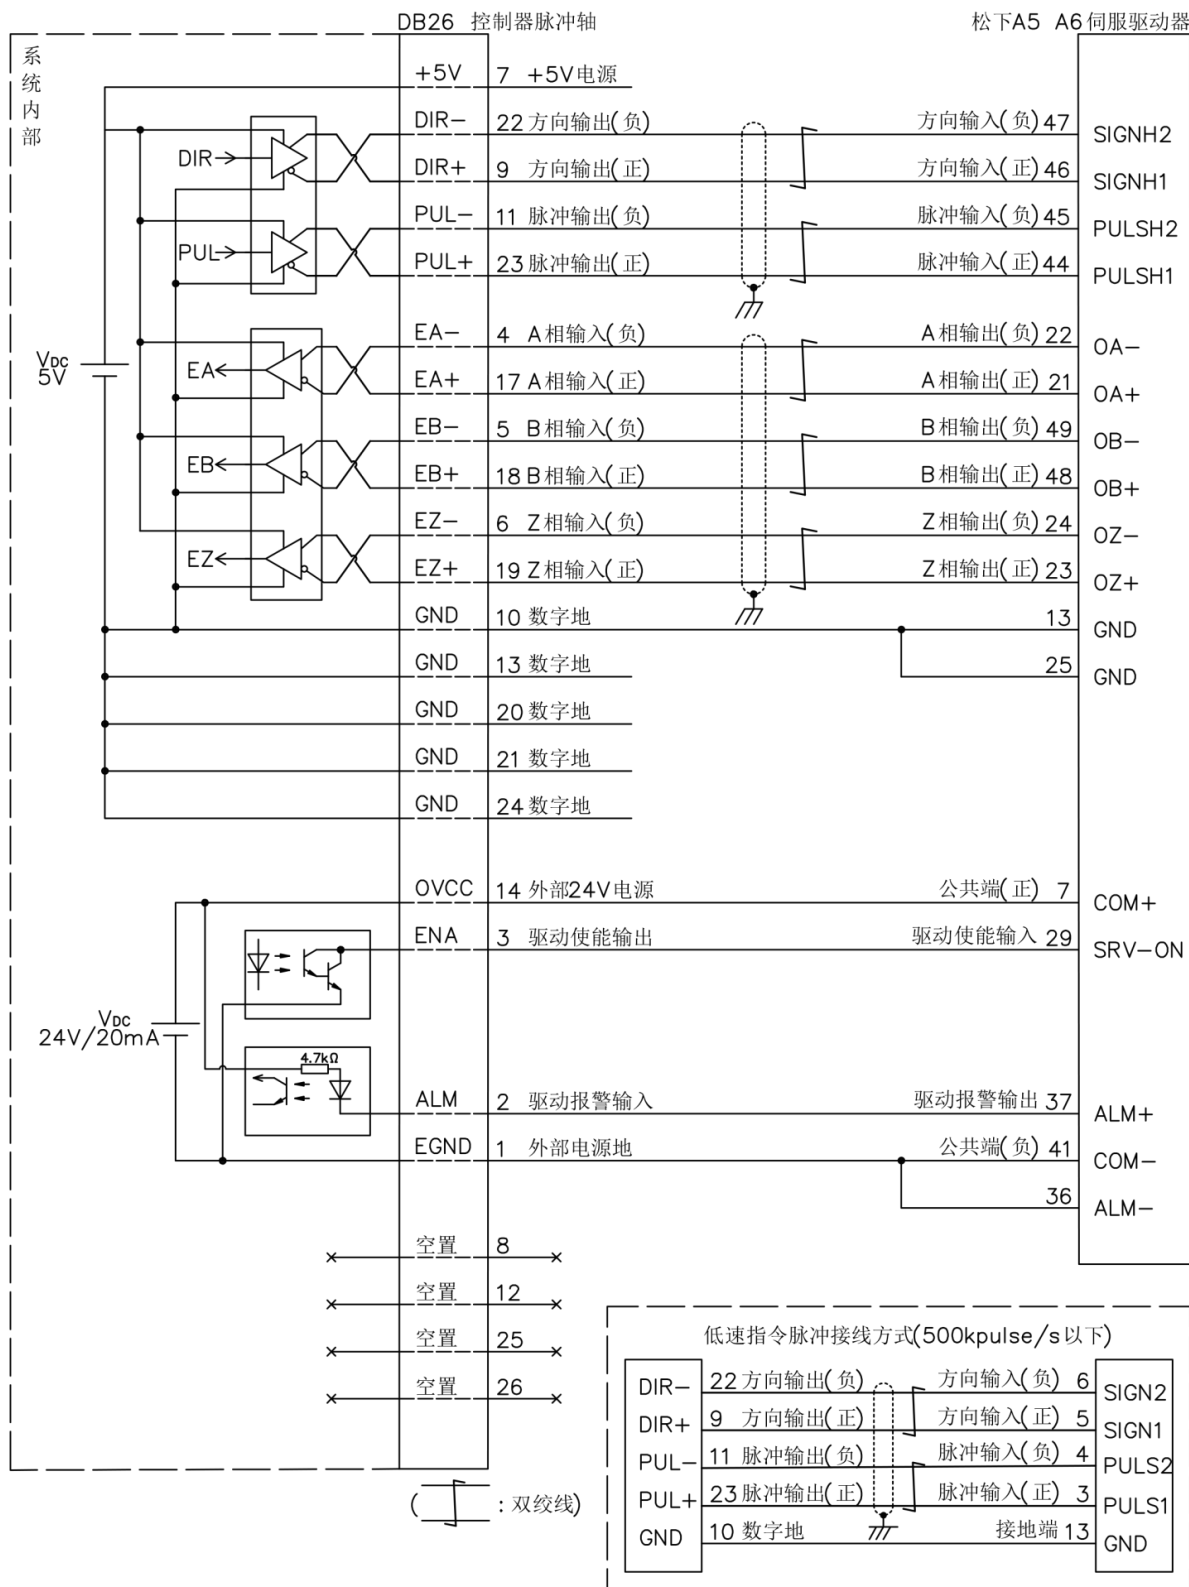 DB26 控制器脉冲轴 松下A5 A6伺服驱动器
系统内部
+5V 7 +5V电源
DIR− 22 方向输出(负) 方向输入(负) 47 SIGNH2
DIR
DIR+ 9 方向输出(正) 方向输入(正) 46 SIGNH1
PUL− 11 脉冲输出(负) 脉冲输入(负) 45 PULSH2
PUL
PUL+ 23 脉冲输出(正) 脉冲输入(正) 44 PULSH1
EA− 4 A相输入(负) A相输出(负) 22 OA−
VDC
5V
EA
EA+ 17 A相输入(正) A相输出(正) 21 OA+
EB− 5 B相输入(负) B相输出(负) 49 OB−
EB
EB+ 18 B相输入(正) B相输出(正) 48 OB+
EZ− 6 Z相输入(负) Z相输出(负) 24 OZ−
EZ
EZ+ 19 Z相输入(正) Z相输出(正) 23 OZ+
GND 10 数字地 13 GND
GND 13 数字地 25 GND
GND 20 数字地
GND 21 数字地
GND 24 数字地
OVCC 14 外部24V电源 公共端(正) 7 COM+
ENA 3 驱动使能输出 驱动使能输入 29 SRV−ON
VDC
24V/20mA
4.7kΩ
ALM 2 驱动报警输入 驱动报警输出 37 ALM+
EGND 1 外部电源地 公共端(负) 41 COM−
36 ALM−
空置 8
空置 12
空置 25
空置 26
(: 双绞线)
低速指令脉冲接线方式(500kpulse/s以下)
DIR− 22 方向输出(负) 方向输入(负) 6 SIGN2
DIR+ 9 方向输出(正) 方向输入(正) 5 SIGN1
PUL− 11 脉冲输出(负) 脉冲输入(负) 4 PULS2
PUL+ 23 脉冲输出(正) 脉冲输入(正) 3 PULS1
GND 10 数字地 接地端 13 GND